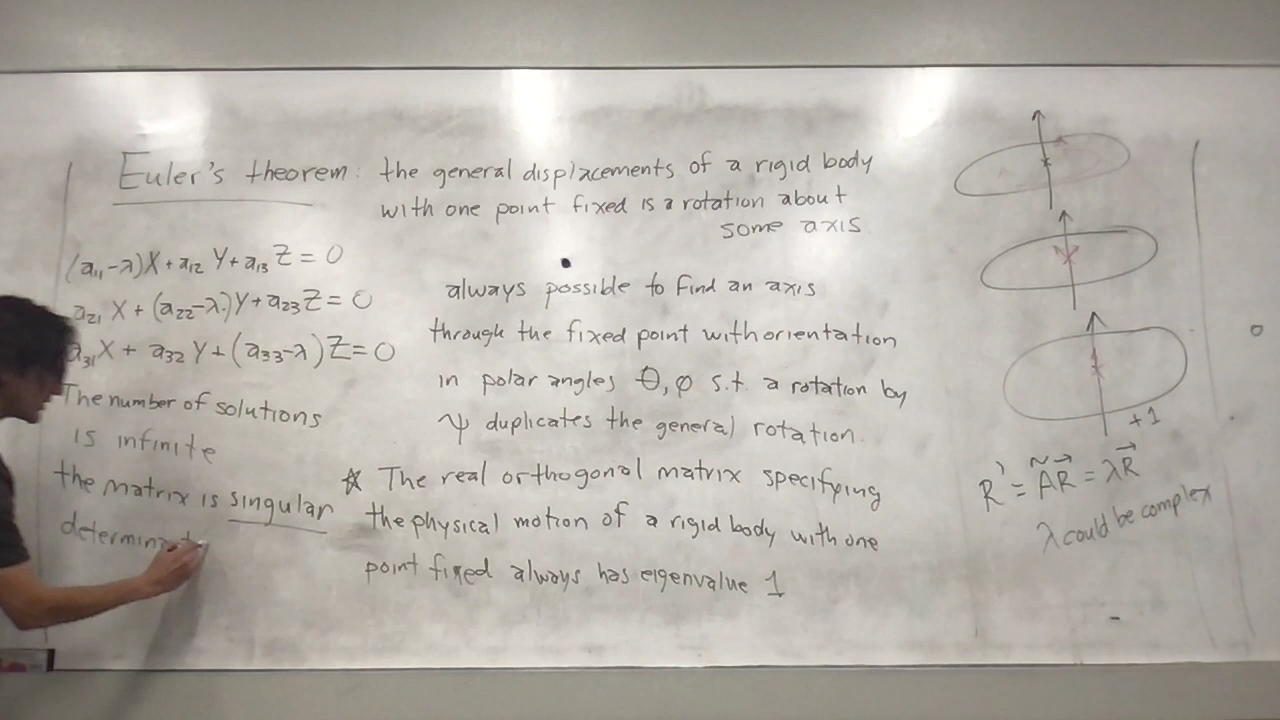 Euler's theorem: the general displacements of a rigid body
with one point fixed is a rotation about
some axis
(a₁₁-λ)X + a₁₂ Y + a₁₃ Z = 0
a₂₁ X + (a₂₂-λ)Y + a₂₃ Z = 0
a₃₁ X + a₃₂ Y + (a₃₃-λ)Z = 0
The number of solutions
is infinite
the matrix is singular
always possible to find an axis
through the fixed point with orientation
in polar angles θ, φ s.t. a rotation by
ψ duplicates the general rotation.
☆ The real orthogonal matrix specifying
the physical motion of a rigid body with one
point fixed always has eigenvalue 1
+1
R' = ÃR⃗ = λR⃗
λ could be complex